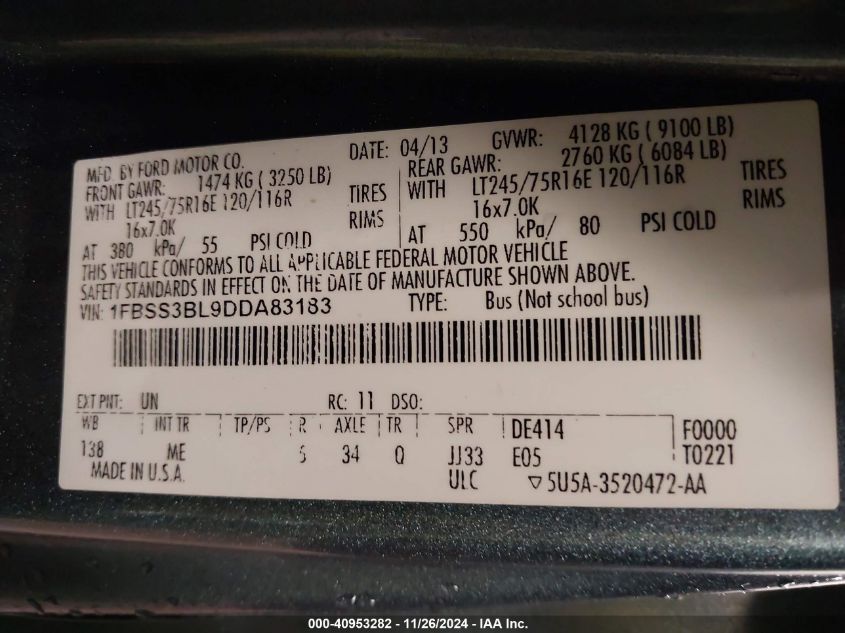 MFD. BY FORD MOTOR CO.
DATE: 04/13 GVWR: 4128 KG ( 9100 LB)
FRONT GAWR: 1474 KG ( 3250 LB) REAR GAWR: 2760 KG ( 6084 LB)
WITH LT245/75R16E 120/116R TIRES WITH LT245/75R16E 120/116R TIRES
16x7.0K RIMS 16x7.0K RIMS
AT 380 kPa/ 55 PSI COLD AT 550 kPa/ 80 PSI COLD
THIS VEHICLE CONFORMS TO ALL APPLICABLE FEDERAL MOTOR VEHICLE
SAFETY STANDARDS IN EFFECT ON THE DATE OF MANUFACTURE SHOWN ABOVE.
VIN: 1FBSS3BL9DDA83183 TYPE: Bus (Not school bus)
EXT PNT: UN RC: 11 DSO:
WB INT TR TP/PS R AXLE TR SPR DE414 F0000
138 ME 5 34 Q JJ33 E05 T0221
MADE IN U.S.A. ULC ▽5U5A-3520472-AA
000-40953282 - 11/26/2024 - IAA Inc.